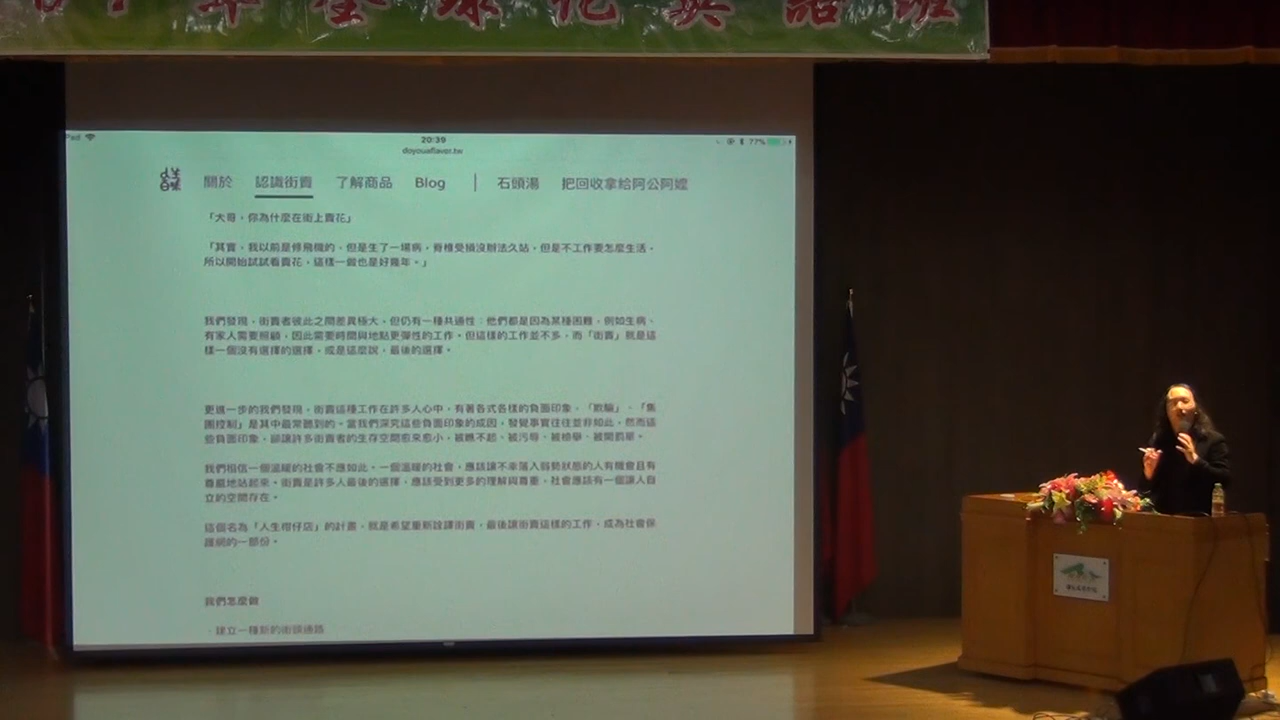 年 全 球 化 英 語 班
iPad
20:39
doyouaflavor.tw
77%
關於 認識街賣 了解商品 Blog | 石頭湯 把回收拿給阿公阿嬤
「大哥，你為什麼在街上賣花」
「其實，我以前是修飛機的，但是生了一場病，脊椎受損沒辦法久站，但是不工作要怎麼生活，
所以開始試試看賣花，這樣一做也是好幾年。」
我們發現，街賣者彼此之間差異極大，但仍有一種共通性：他們都是因為某種困難，例如生病、
有家人需要照顧，因此需要時間與地點更彈性的工作。但這樣的工作並不多，而「街賣」就是這
樣一個沒有選擇的選擇，或是這麼說，最後的選擇。
更進一步的我們發現，街賣這種工作在許多人心中，有著各式各樣的負面印象，「欺騙」、「集
團控制」是其中最常聽到的。當我們深究這些負面印象的成因，發覺事實往往並非如此，然而這
些負面印象，卻讓許多街賣者的生存空間愈來愈小，被瞧不起、被污辱、被檢舉、被開罰單。
我們相信一個溫暖的社會不應如此。一個溫暖的社會，應該讓不幸落入弱勢狀態的人有機會且有
尊嚴地站起來。街賣是許多人最後的選擇，應該受到更多的理解與尊重，社會應該有一個讓人自
立的空間存在。
這個名為「人生柑仔店」的計畫，就是希望重新詮譯街賣，最後讓街賣這樣的工作，成為社會保
護網的一部份。
我們怎麼做
- 建立一種新的街頭通路